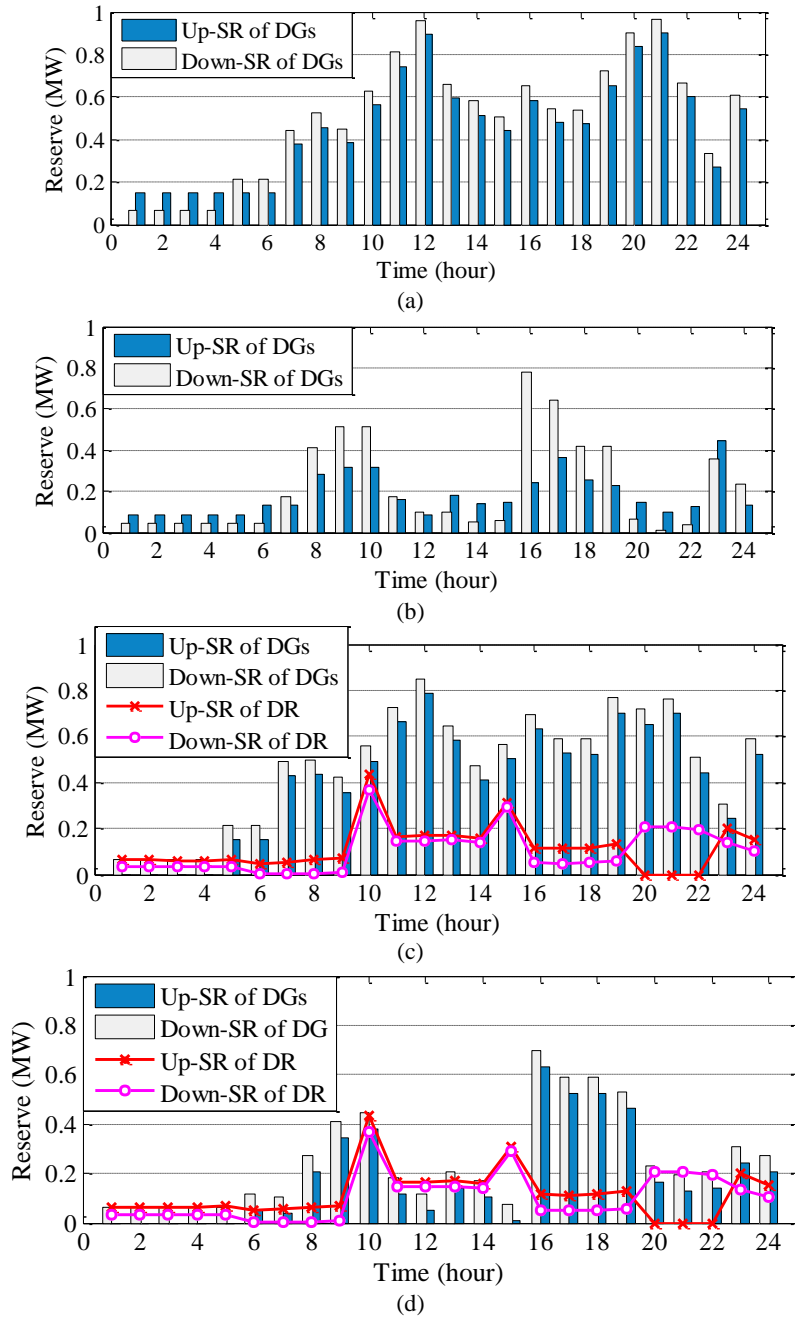 Reserve (MW)
1
0.8
0.6
0.4
0.2
0
Up-SR of DGs
Down-SR of DGs
0 2 4 6 8 10 12 14 16 18 20 22 24
Time (hour)
(a)
Reserve (MW)
1
0.8
0.6
0.4
0.2
0
Up-SR of DGs
Down-SR of DGs
0 2 4 6 8 10 12 14 16 18 20 22 24
Time (hour)
(b)
Reserve (MW)
1
0.8
0.6
0.4
0.2
0
Up-SR of DGs
Down-SR of DGs
Up-SR of DR
Down-SR of DR
0 2 4 6 8 10 12 14 16 18 20 22 24
Time (hour)
(c)
Reserve (MW)
1
0.8
0.6
0.4
0.2
0
Up-SR of DGs
Down-SR of DG
Up-SR of DR
Down-SR of DR
0 2 4 6 8 10 12 14 16 18 20 22 24
Time (hour)
(d)